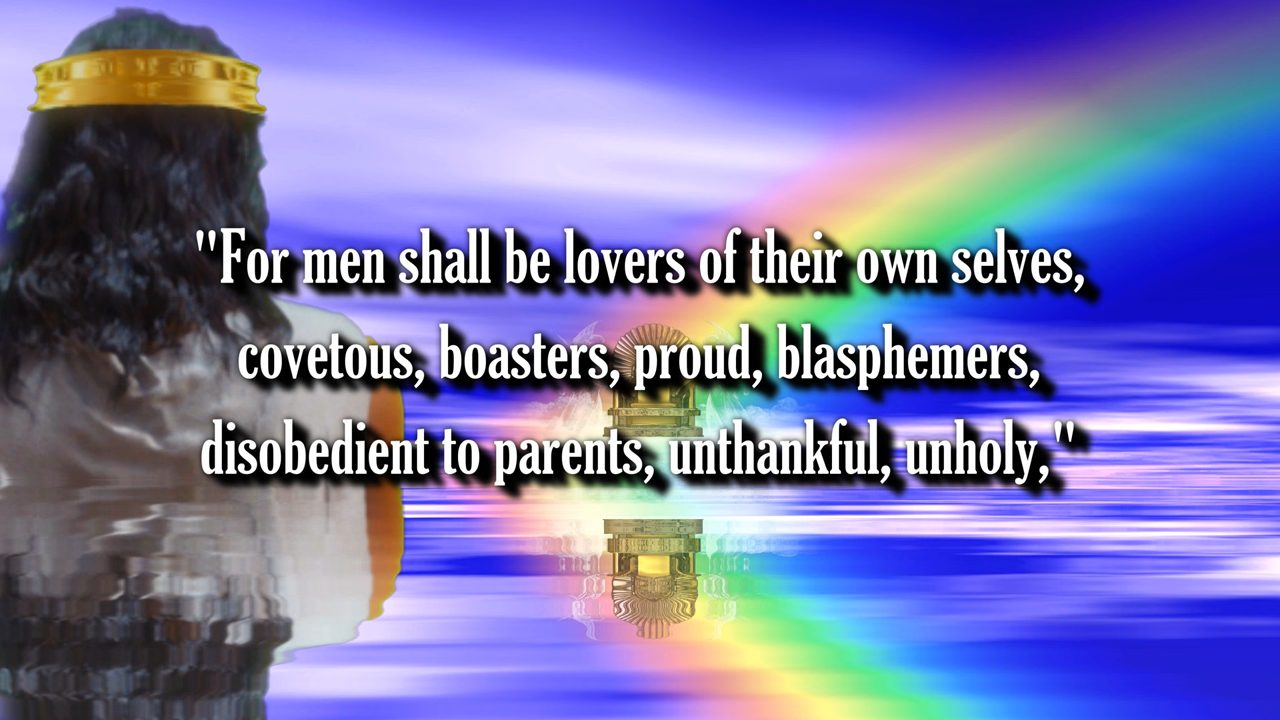 "For men shall be lovers of their own selves,
covetous, boasters, proud, blasphemers,
disobedient to parents, unthankful, unholy,"